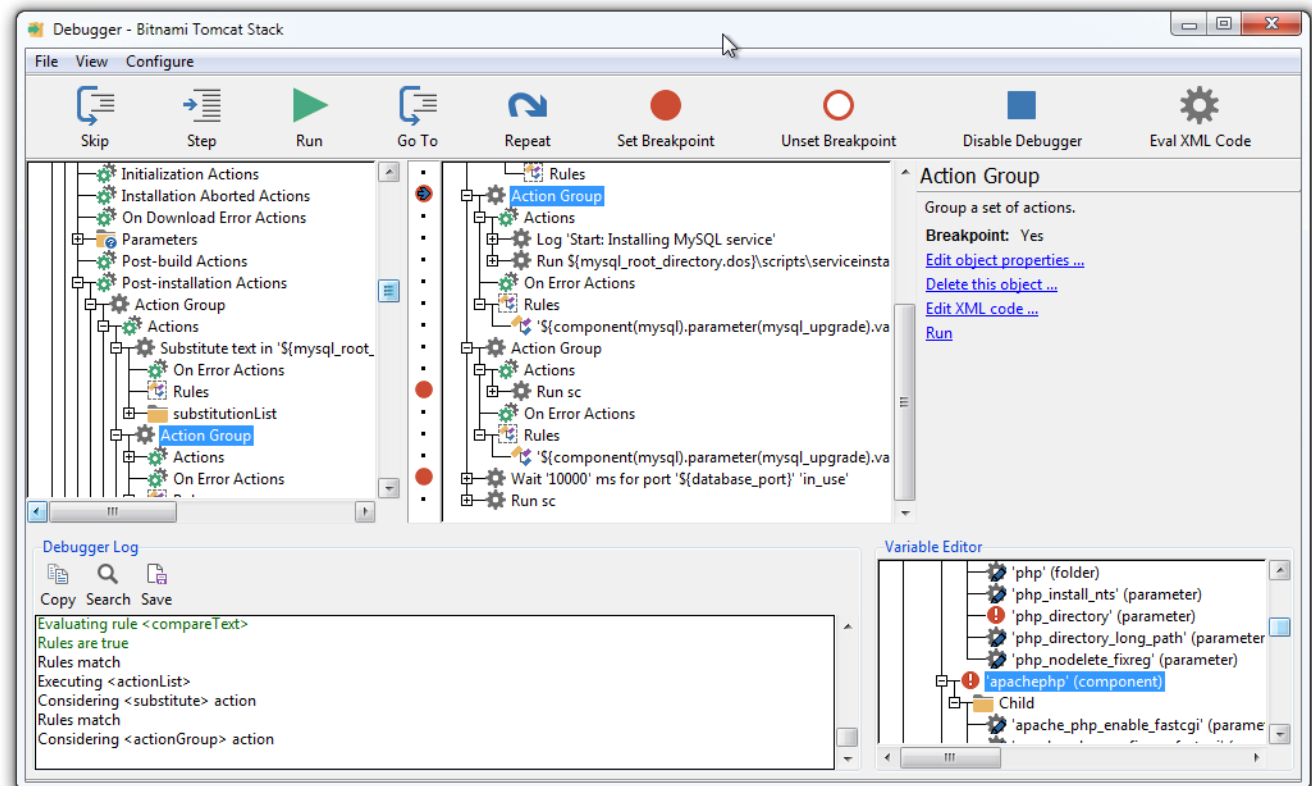 Debugger - Bitnami Tomcat Stack
File View Configure
Skip Step Run Go To Repeat Set Breakpoint Unset Breakpoint Disable Debugger Eval XML Code
Initialization Actions
Installation Aborted Actions
On Download Error Actions
Parameters
Post-build Actions
Post-installation Actions
Action Group
Actions
Substitute text in '${mysql_root_
On Error Actions
Rules
substitutionList
Action Group
Actions
On Error Actions
Rules
Action Group
Actions
Log 'Start: Installing MySQL service'
Run ${mysql_root_directory.dos}\scripts\serviceinsta
On Error Actions
Rules
'${component(mysql).parameter(mysql_upgrade).va
Action Group
Actions
Run sc
On Error Actions
Rules
'${component(mysql).parameter(mysql_upgrade).va
Wait '10000' ms for port '${database_port}' 'in_use'
Run sc
Action Group
Group a set of actions.
Breakpoint: Yes
Edit object properties ...
Delete this object ...
Edit XML code ...
Run
Debugger Log
Copy Search Save
Evaluating rule <compareText>
Rules are true
Rules match
Executing <actionList>
Considering <substitute> action
Rules match
Considering <actionGroup> action
Variable Editor
'php' (folder)
'php_install_nts' (parameter)
'php_directory' (parameter)
'php_directory_long_path' (parameter
'php_nodelete_fixreg' (parameter)
'apachephp' (component)
Child
'apache_php_enable_fastcgi' (parame